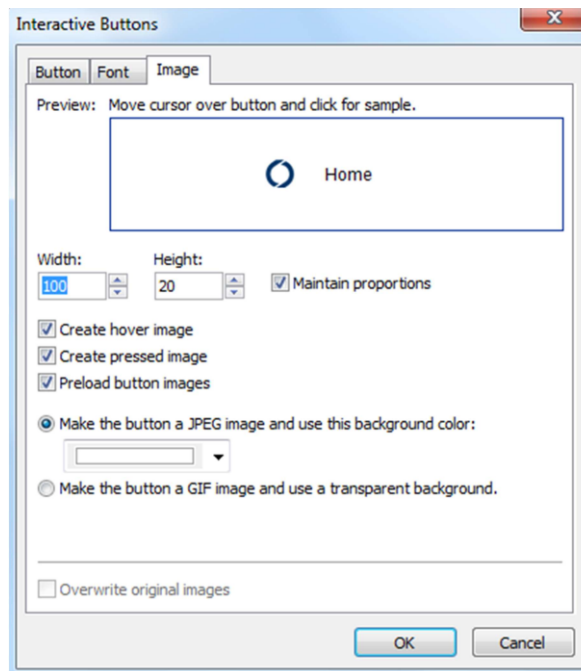 Interactive Buttons
Button Font Image
Preview: Move cursor over button and click for sample.
Home
Width: Height:
100 20 Maintain proportions
Create hover image
Create pressed image
Preload button images
Make the button a JPEG image and use this background color:
Make the button a GIF image and use a transparent background.
Overwrite original images
OK Cancel